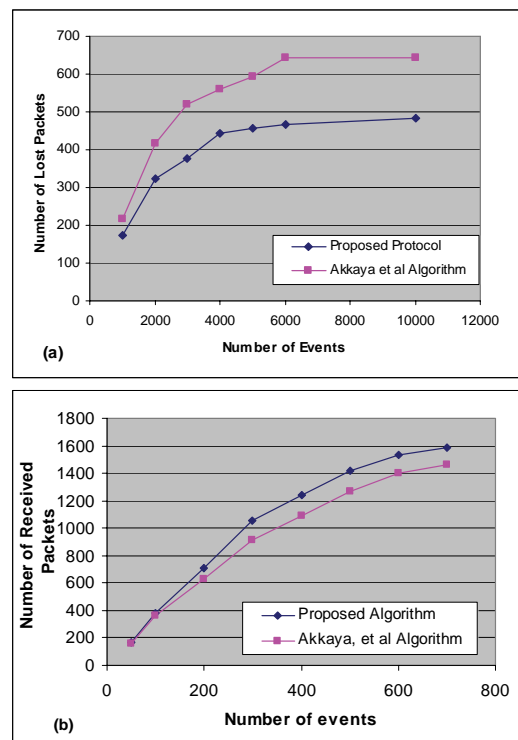 700
600
500
400
300
200
100
0
Number of Lost Packets
Proposed Protocol
Akkaya et al Algorithm
0 2000 4000 6000 8000 10000 12000
(a)
Number of Events
1800
1600
1400
1200
1000
800
600
400
200
0
Number of Received
Packets
Proposed Algorithm
Akkaya, et al Algorithm
0 200 400 600 800
(b)
Number of events